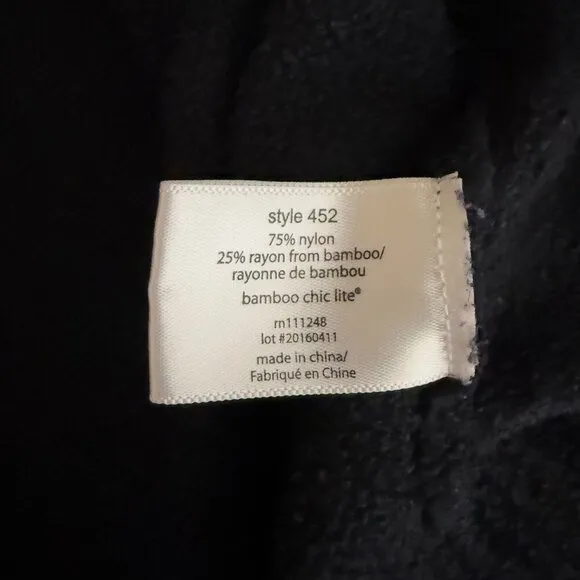 style 452
75% nylon
25% rayon from bamboo/
rayonne de bambou
bamboo chic lite®
rn111248
lot #20160411
made in china/
Fabriqué en Chine